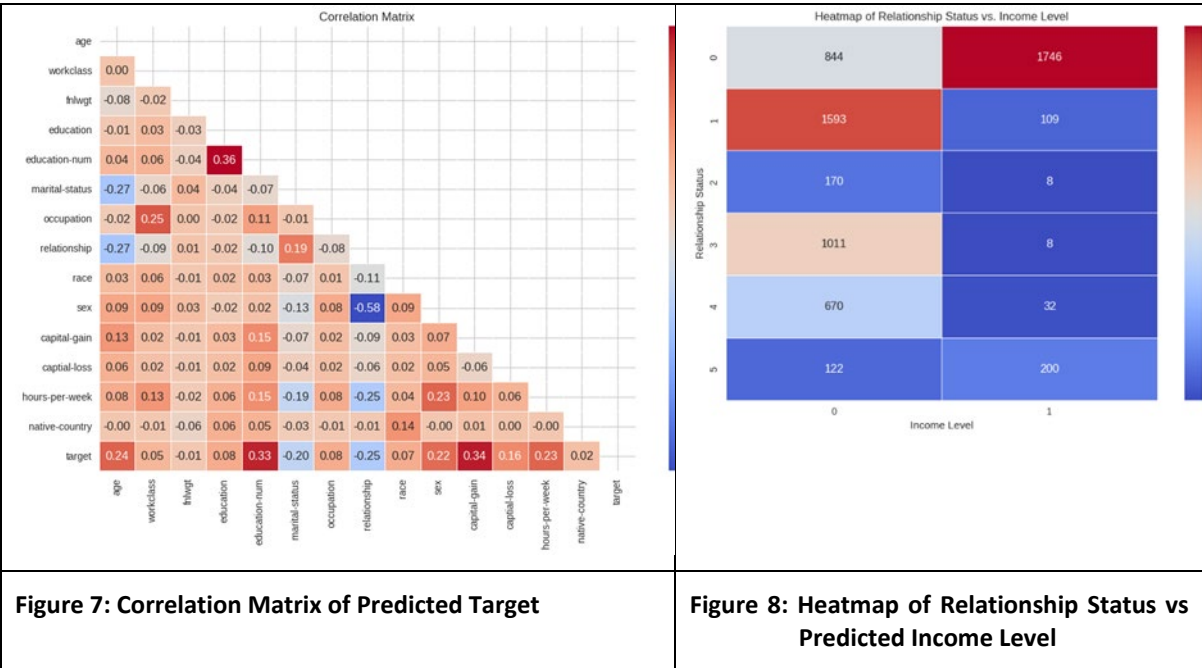 Correlation Matrix
age
workclass 0.00
fnlwgt -0.08 -0.02
education -0.01 0.03 -0.03
education-num 0.04 0.06 -0.04 0.36
marital-status -0.27 -0.06 0.04 -0.04 -0.07
occupation -0.02 0.25 0.00 -0.02 0.11 -0.01
relationship -0.27 -0.09 0.01 -0.02 -0.10 0.19 -0.08
race 0.03 0.06 -0.01 0.02 0.03 -0.07 0.01 -0.11
sex 0.09 0.09 0.03 -0.02 0.02 -0.13 0.08 -0.58 0.09
capital-gain 0.13 0.02 -0.01 0.03 0.15 -0.07 0.02 -0.09 0.03 0.07
captial-loss 0.06 0.02 -0.01 0.02 0.09 -0.04 0.02 -0.06 0.02 0.05 -0.06
hours-per-week 0.08 0.13 -0.02 0.06 0.15 -0.19 0.08 -0.25 0.04 0.23 0.10 0.06
native-country -0.00 -0.01 -0.06 0.06 0.05 -0.03 -0.01 -0.01 0.14 -0.00 0.01 0.00 -0.00
target 0.24 0.05 -0.01 0.08 0.33 -0.20 0.08 -0.25 0.07 0.22 0.34 0.16 0.23 0.02
age workclass fnlwgt education education-num marital-status occupation relationship race sex capital-gain captial-loss hours-per-week native-country target
Figure 7: Correlation Matrix of Predicted Target
Heatmap of Relationship Status vs. Income Level
Relationship Status
0 844 1746
1 1593 109
2 170 8
3 1011 8
4 670 32
5 122 200
0 1
Income Level
Figure 8: Heatmap of Relationship Status vs
Predicted Income Level